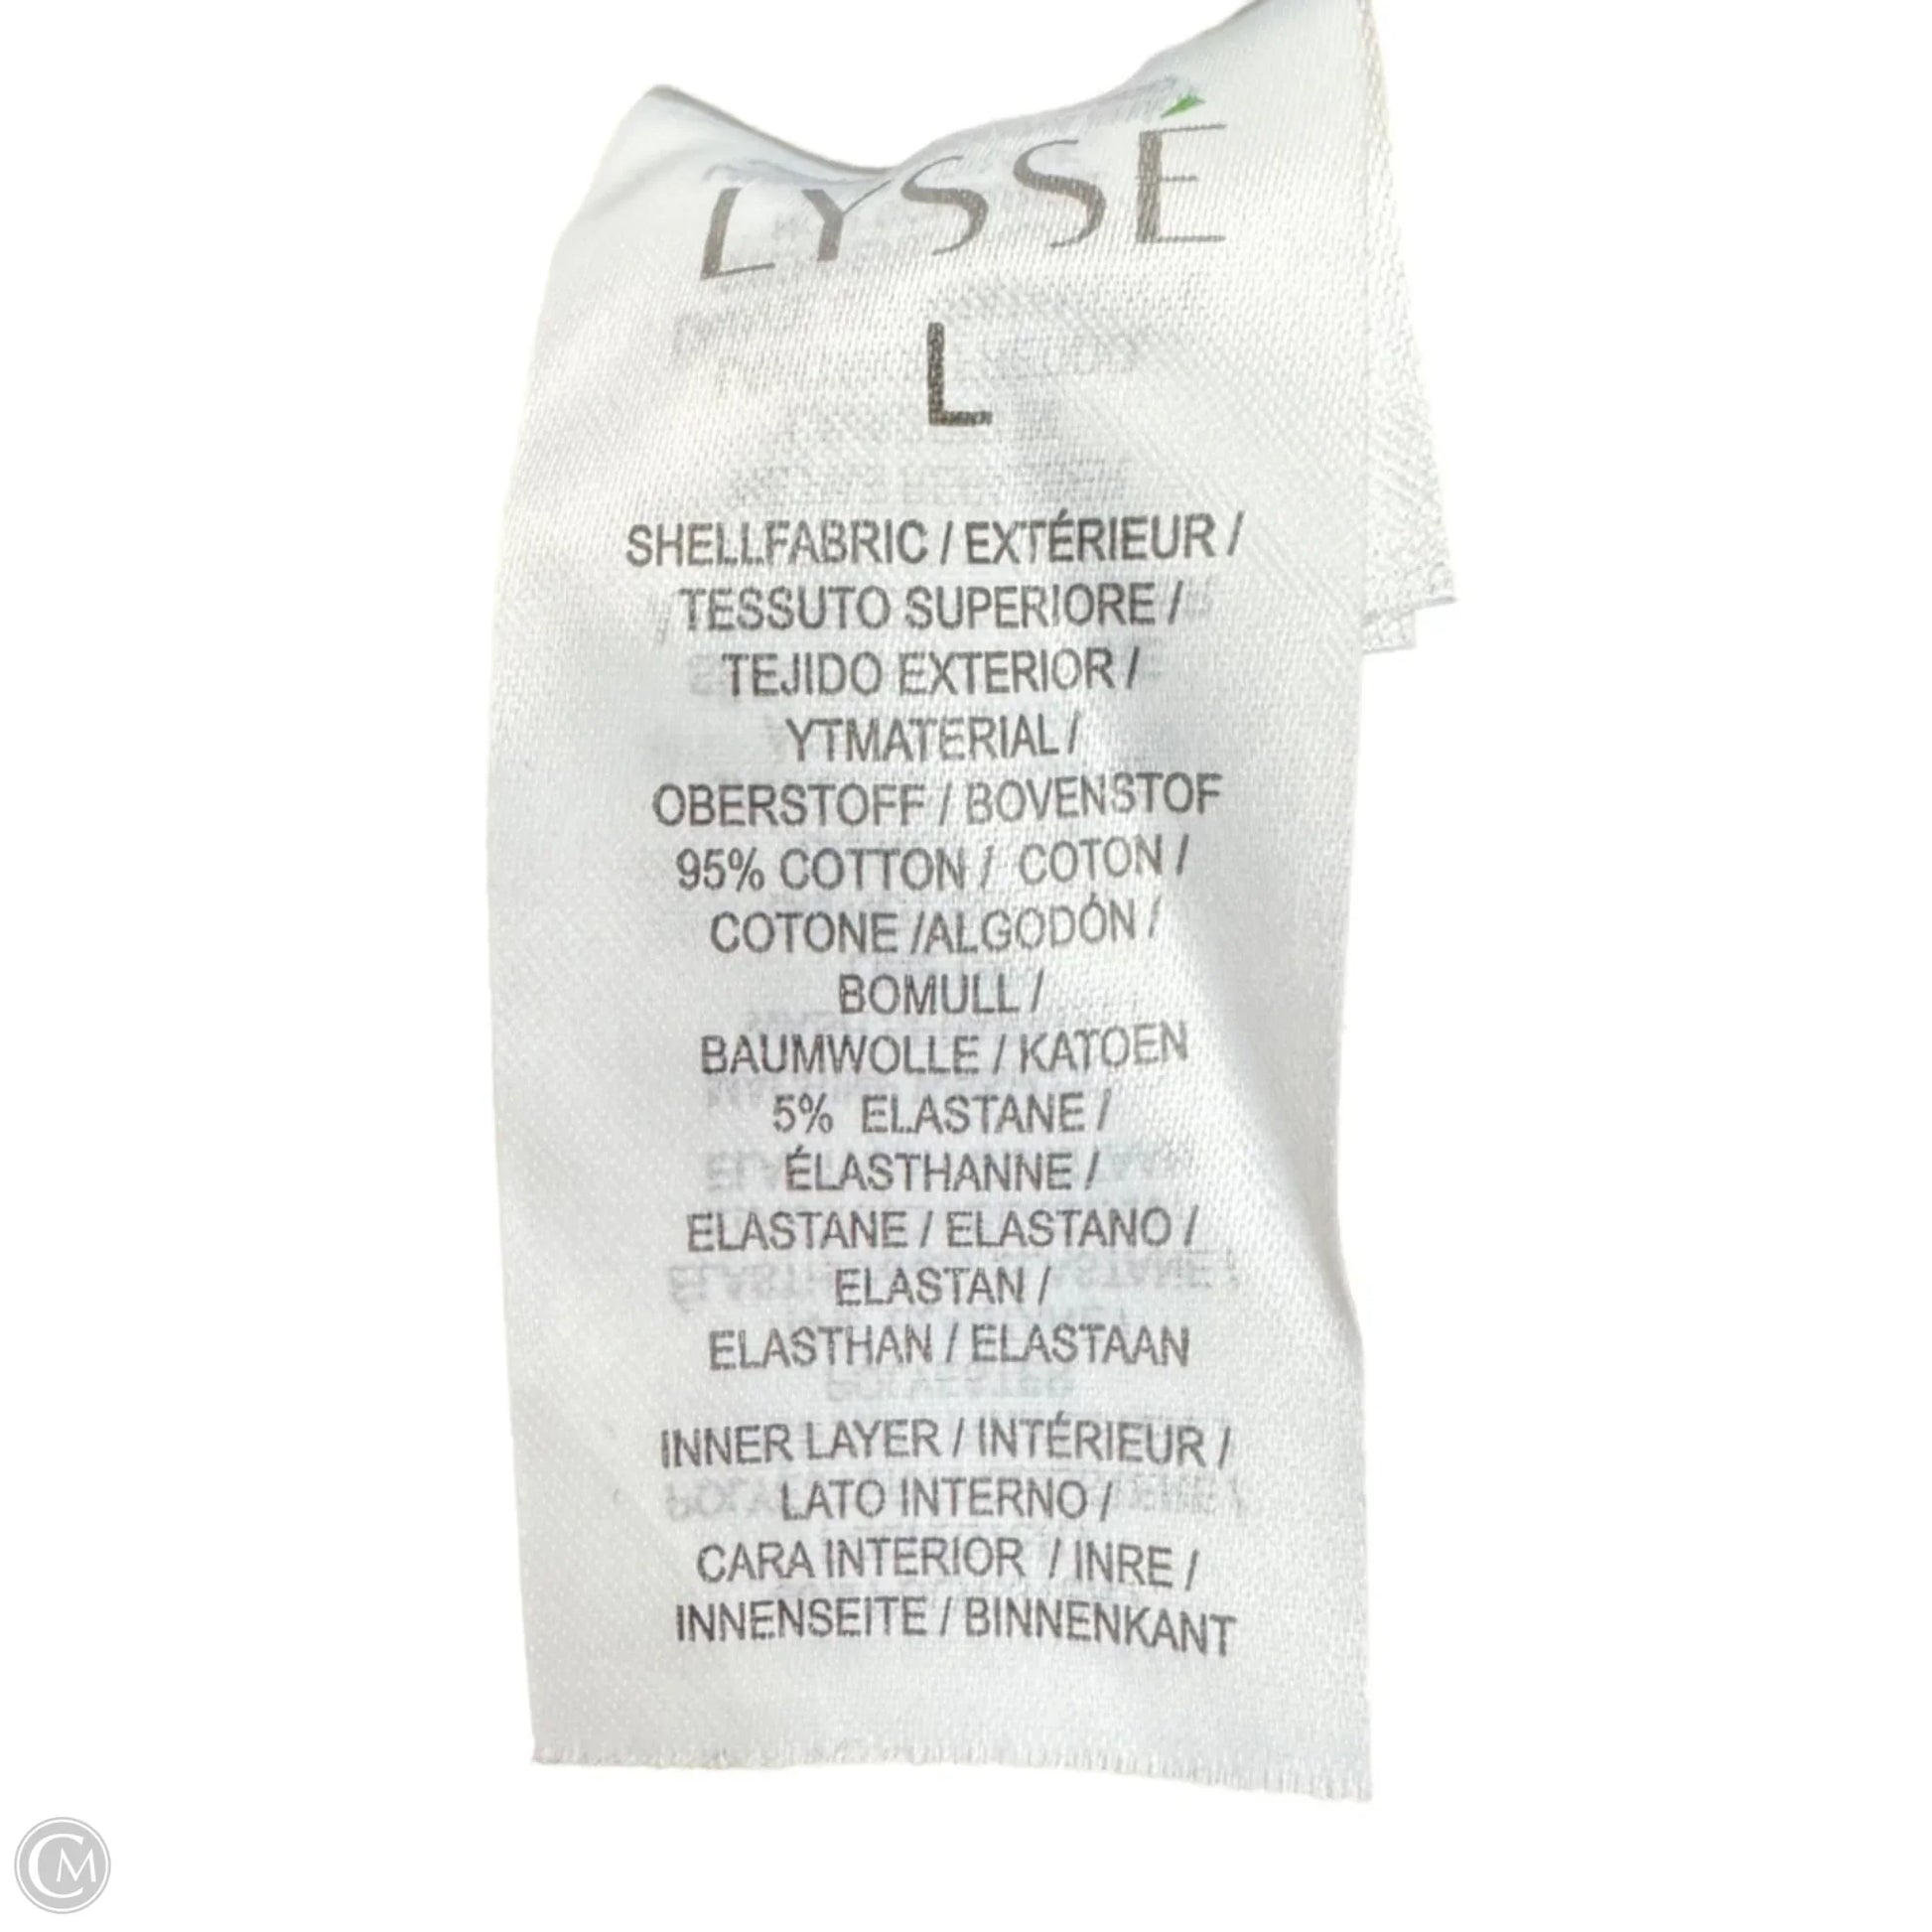 LYSSÉ
L
SHELLFABRIC / EXTÉRIEUR /
TESSUTO SUPERIORE /
TEJIDO EXTERIOR /
YTMATERIAL /
OBERSTOFF / BOVENSTOF
95% COTTON / COTON /
COTONE /ALGODÓN /
BOMULL /
BAUMWOLLE / KATOEN
5% ELASTANE /
ÉLASTHANNE /
ELASTANE / ELASTANO /
ELASTAN /
ELASTHAN / ELASTAAN
INNER LAYER / INTÉRIEUR /
LATO INTERNO /
CARA INTERIOR / INRE /
INNENSEITE / BINNENKANT
CM